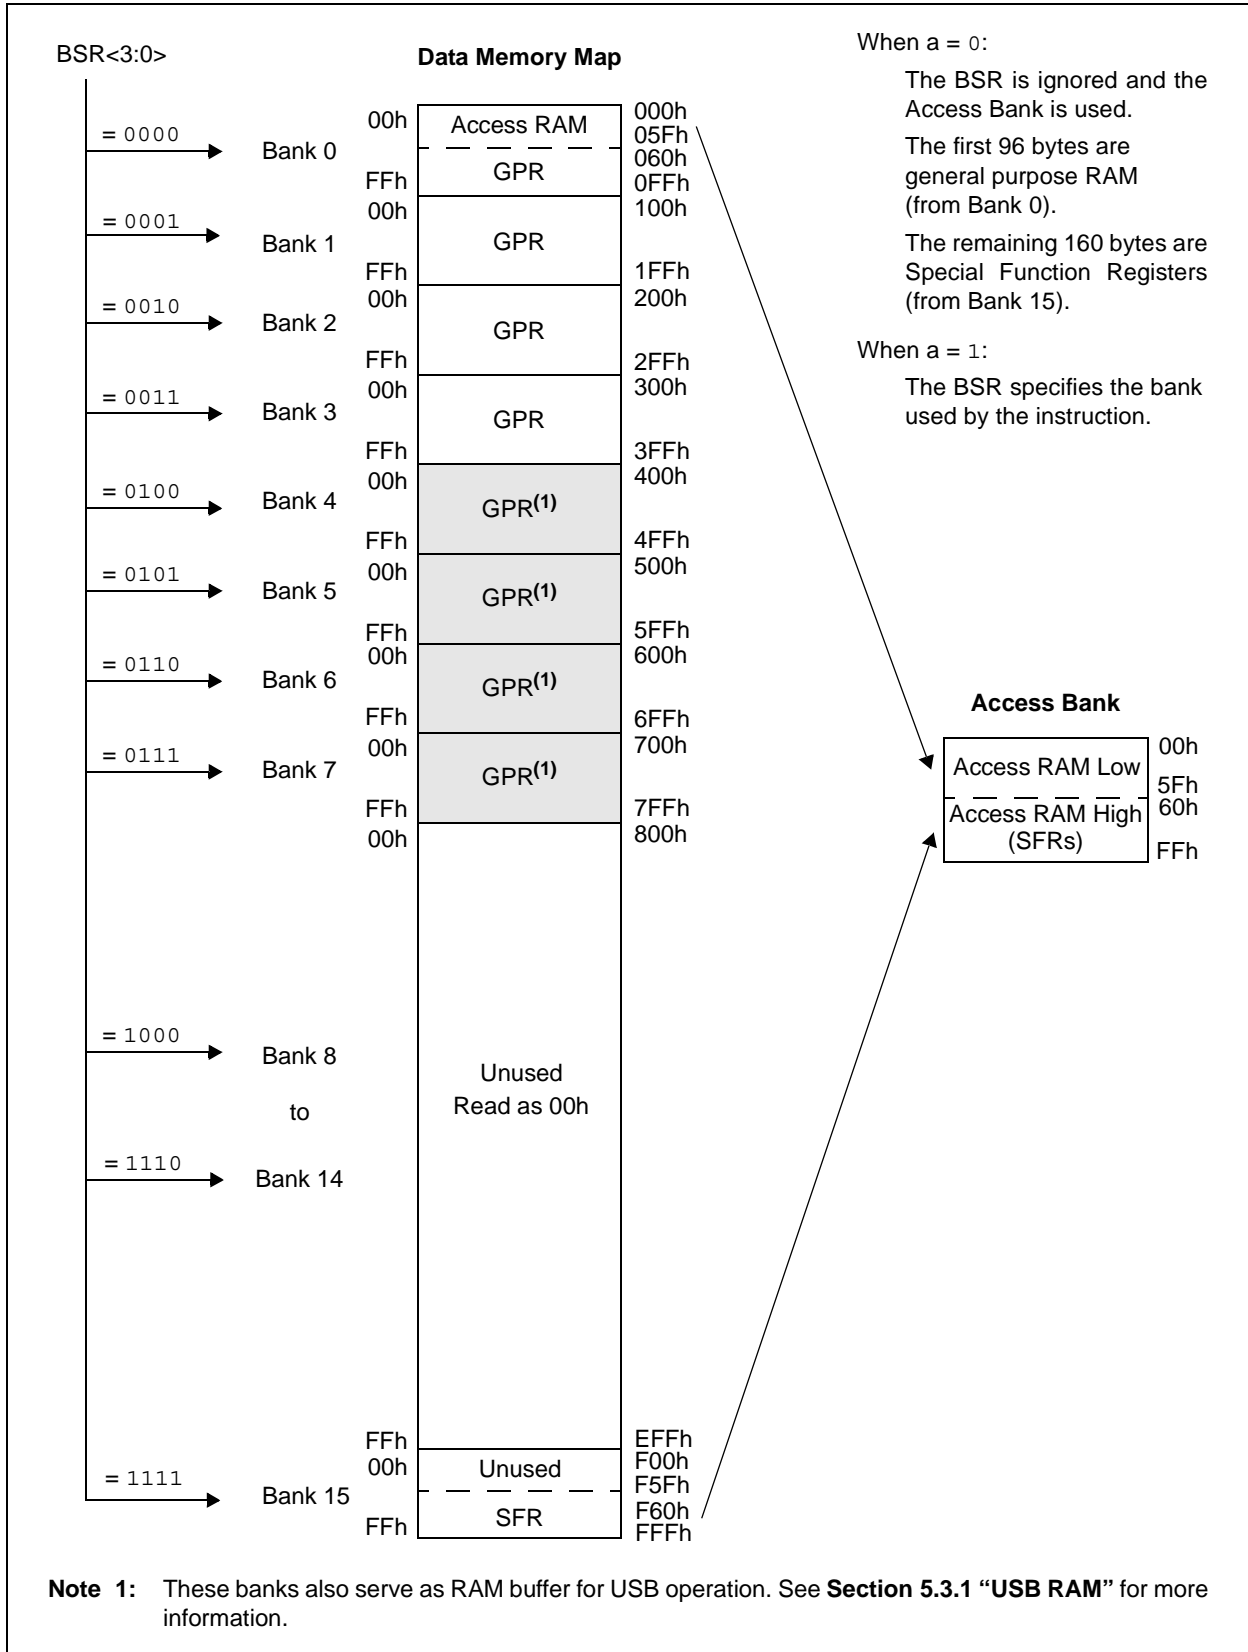 BSR<3:0>
Data Memory Map
When a = 0:
The BSR is ignored and the
Access Bank is used.
The first 96 bytes are
general purpose RAM
(from Bank 0).
The remaining 160 bytes are
Special Function Registers
(from Bank 15).
When a = 1:
The BSR specifies the bank
used by the instruction.
= 0000
Bank 0
00h
Access RAM
000h
05Fh
060h
GPR
FFh
0FFh
= 0001
Bank 1
00h
100h
GPR
FFh
1FFh
= 0010
Bank 2
00h
200h
GPR
FFh
2FFh
= 0011
Bank 3
00h
300h
GPR
FFh
3FFh
= 0100
Bank 4
00h
400h
GPR(1)
FFh
4FFh
= 0101
Bank 5
00h
500h
GPR(1)
FFh
5FFh
= 0110
Bank 6
00h
600h
GPR(1)
FFh
6FFh
= 0111
Bank 7
00h
700h
GPR(1)
FFh
7FFh
00h
800h
Access Bank
Access RAM Low
00h
5Fh
60h
Access RAM High
(SFRs)
FFh
= 1000
Bank 8
to
= 1110
Bank 14
Unused
Read as 00h
FFh
EFFh
= 1111
Bank 15
00h
Unused
F00h
F5Fh
SFR
F60h
FFh
FFFh
Note 1: These banks also serve as RAM buffer for USB operation. See Section 5.3.1 “USB RAM” for more
information.